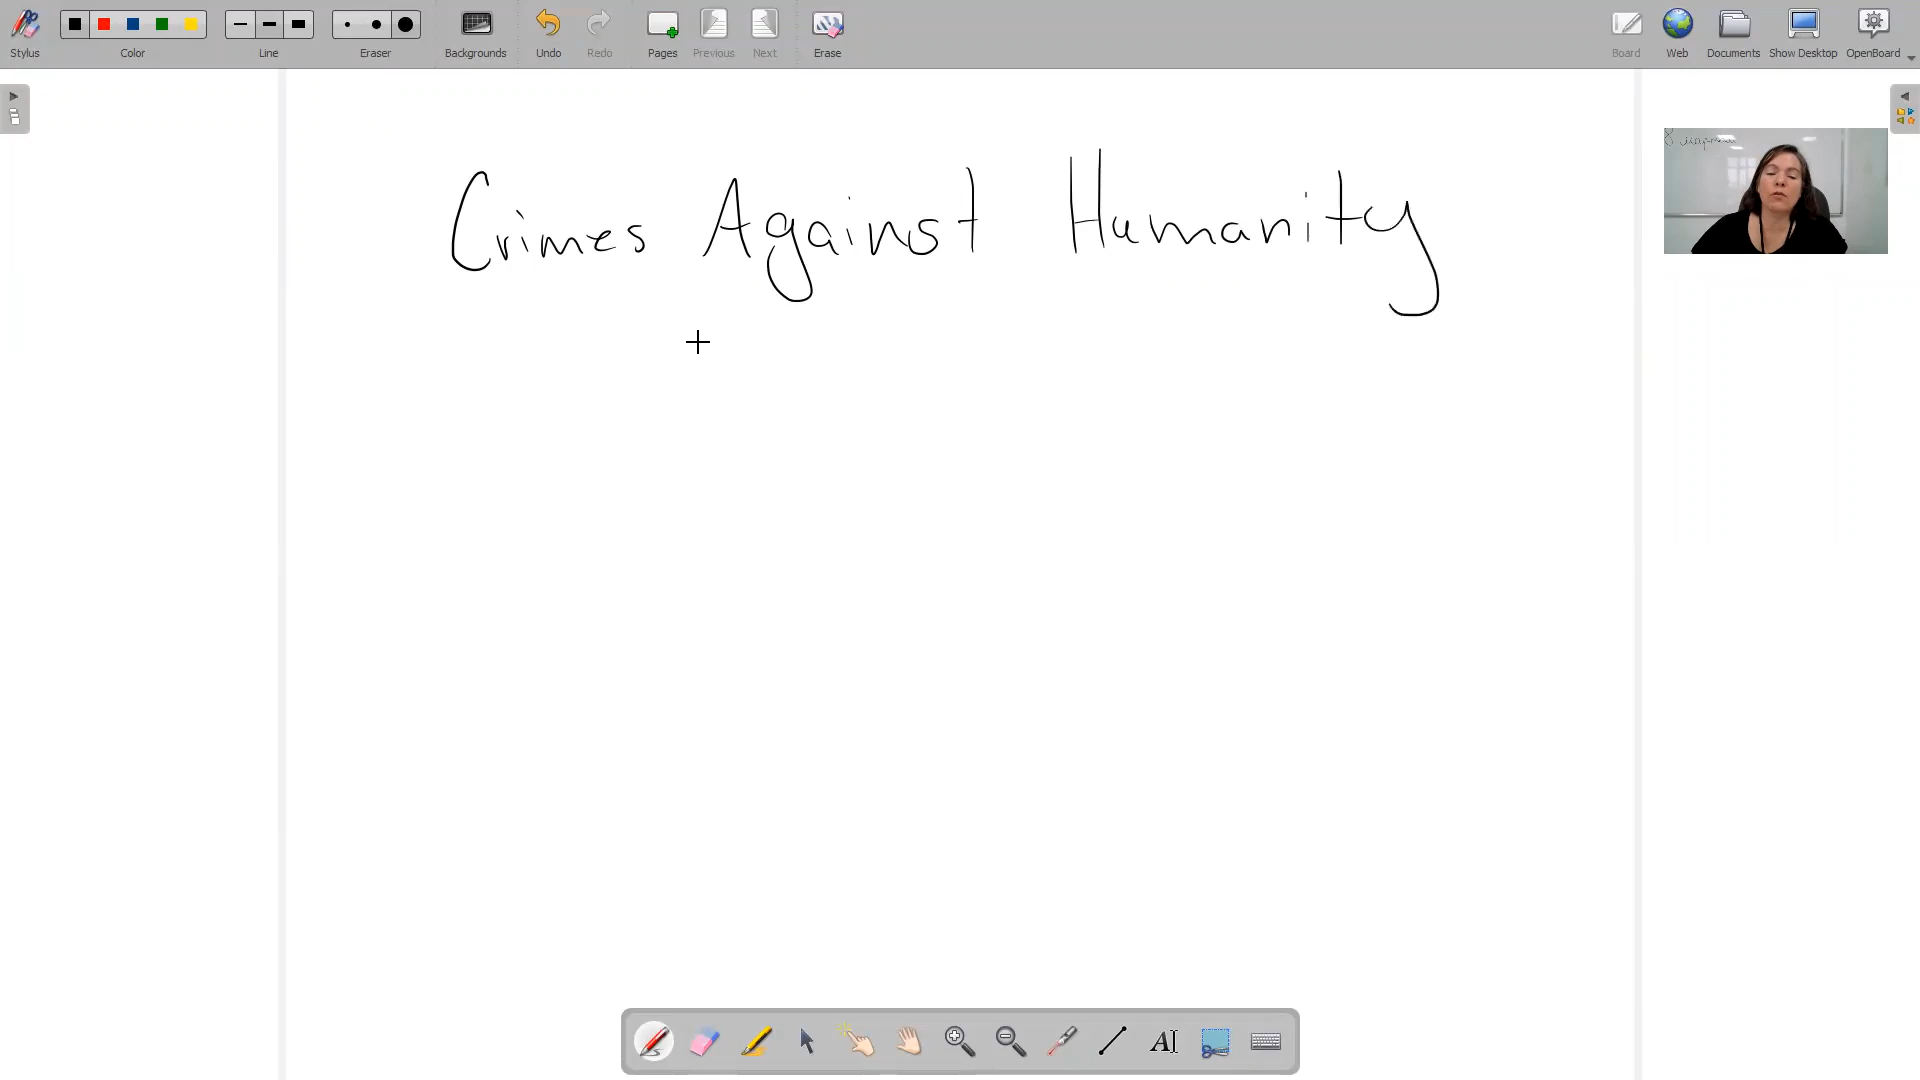 Stylus Color Line Eraser Backgrounds Undo Redo Pages Previous Next Erase Board Web Documents Show Desktop OpenBoard
Crimes Against Humanity